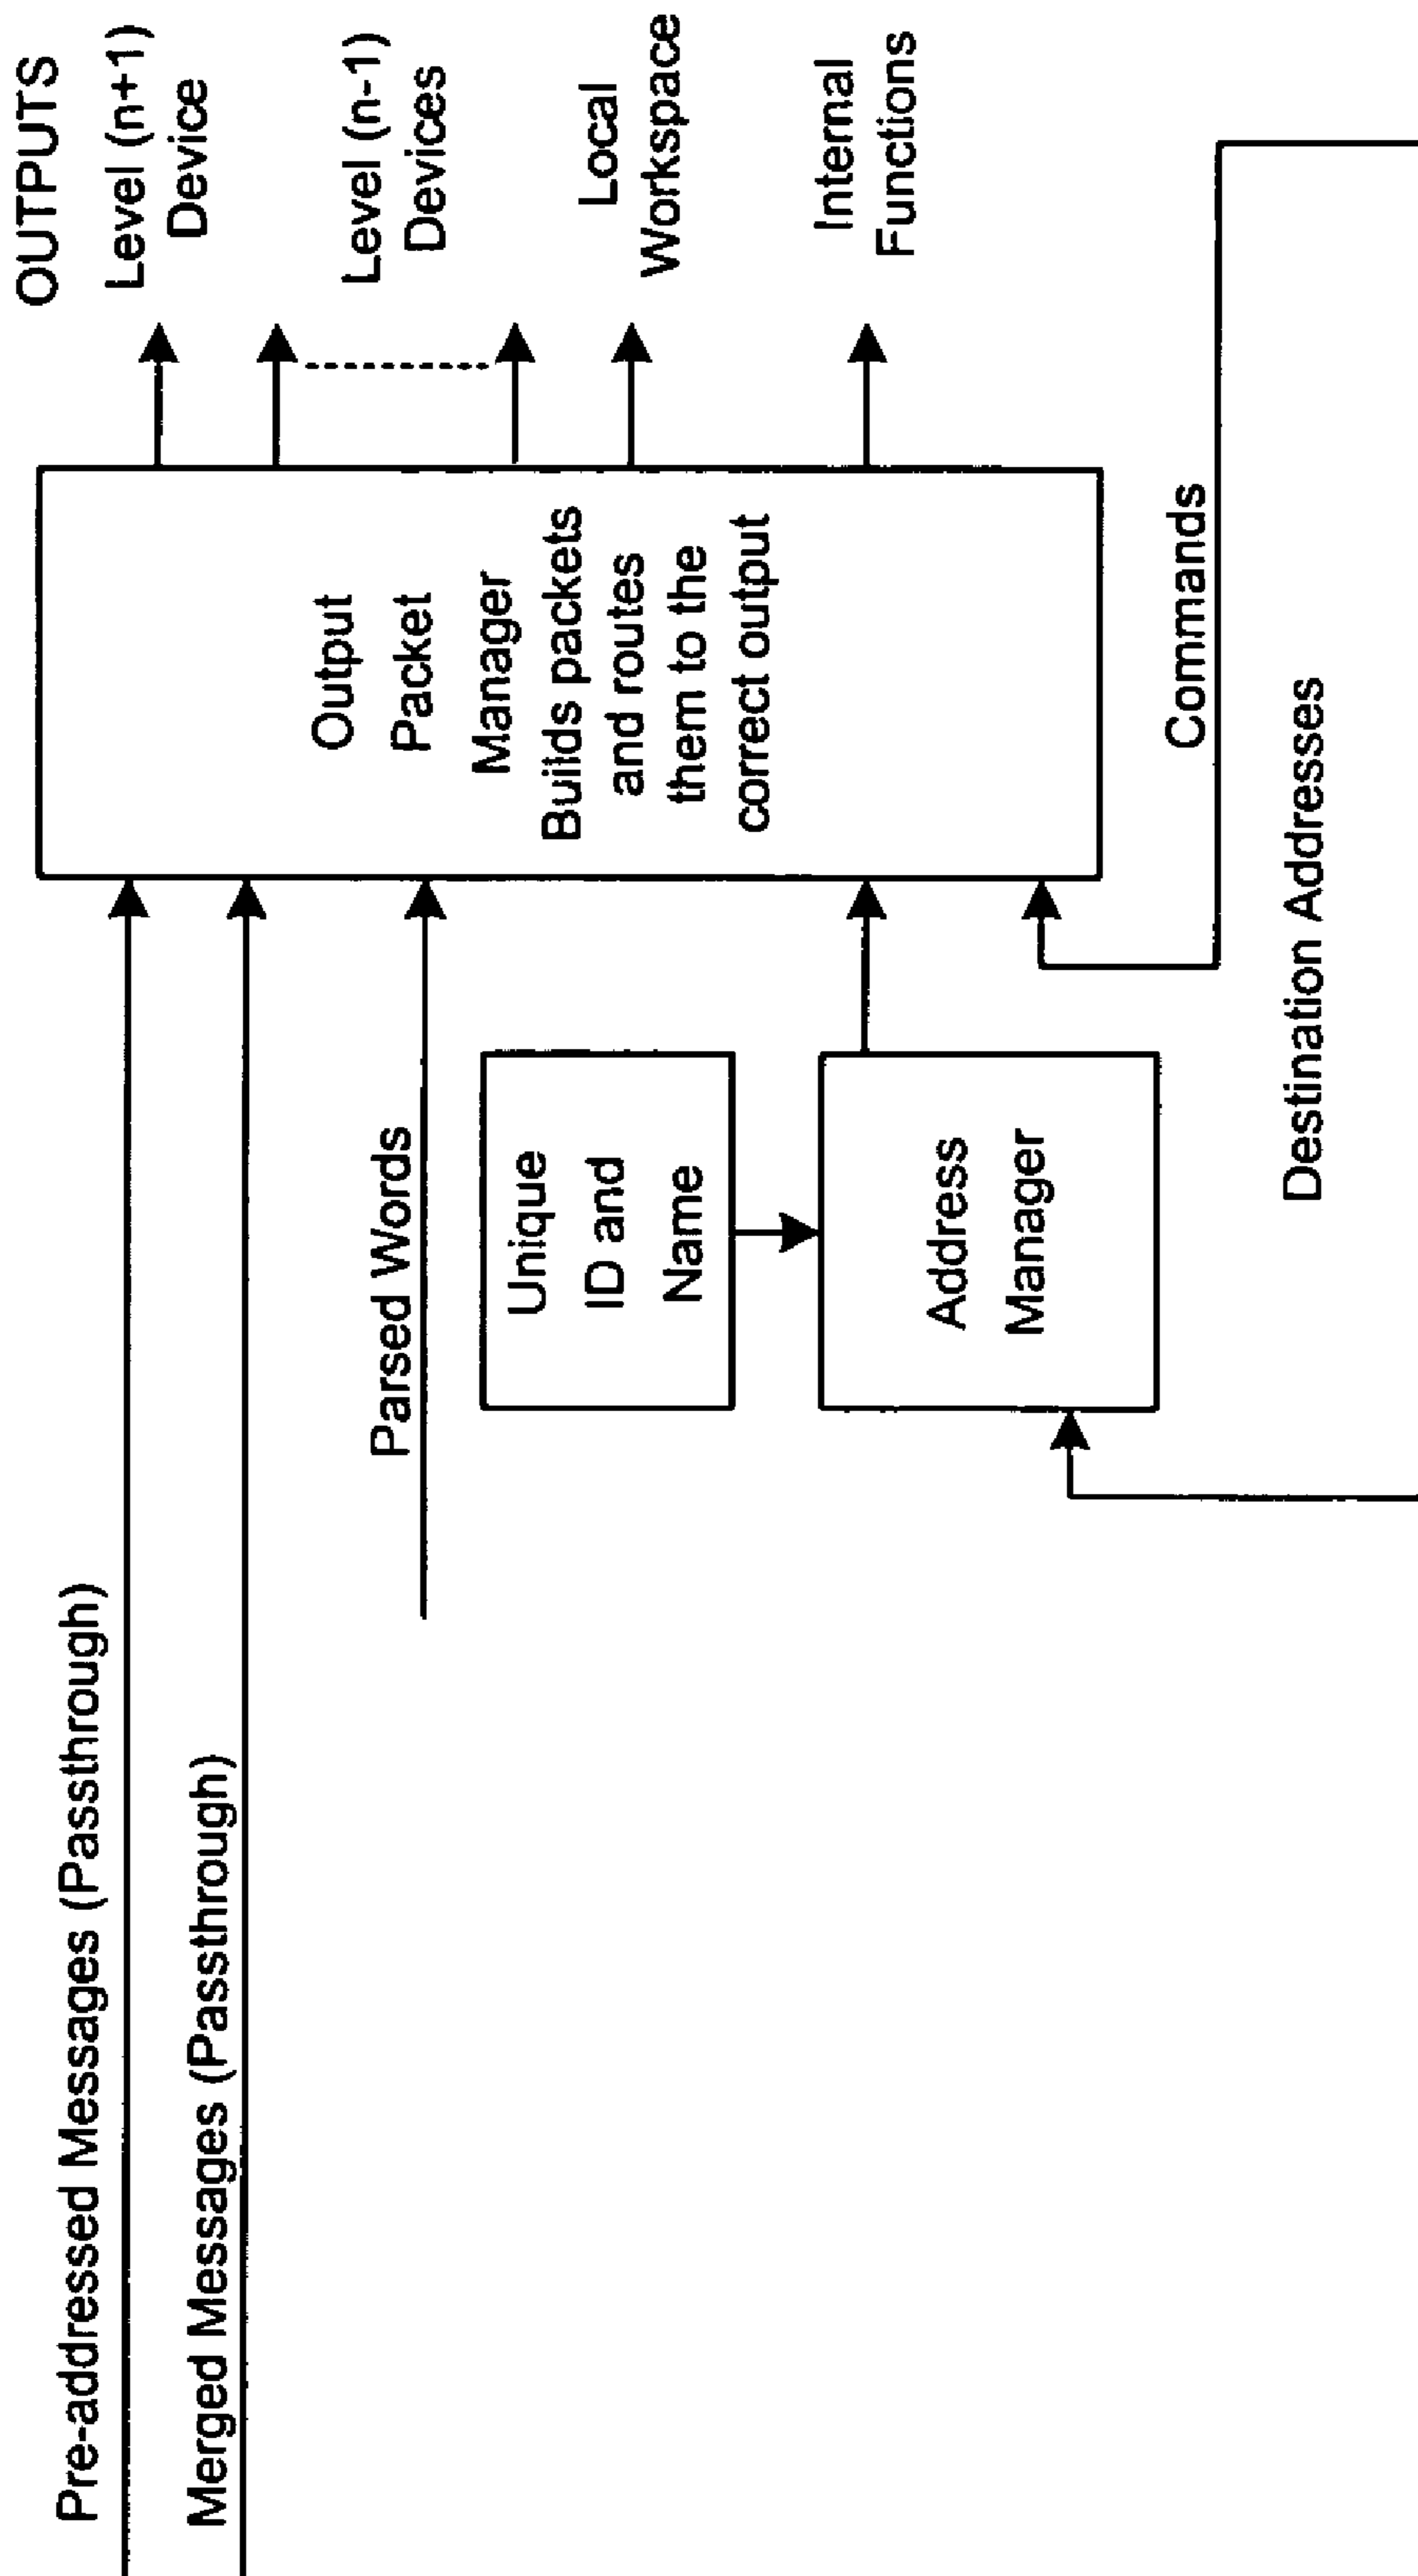 OUTPUTS
Pre-addressed Messages (Passthrough)
Level (n+1)
Device
Merged Messages (Passthrough)
Level (n-1)
Devices
Output
Packet
Manager
Builds packets
and routes
them to the
correct output
Parsed Words
Local
Workspace
Unique
ID and
Name
Internal
Functions
Address
Manager
Commands
Destination Addresses